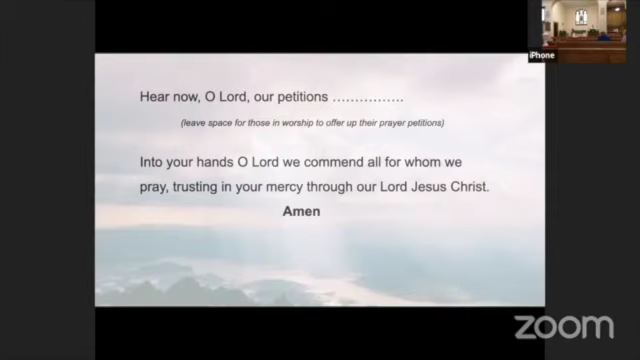 iPhone
Hear now, O Lord, our petitions ................
(leave space for those in worship to offer up their prayer petitions)
Into your hands O Lord we commend all for whom we
pray, trusting in your mercy through our Lord Jesus Christ.
Amen
zoom